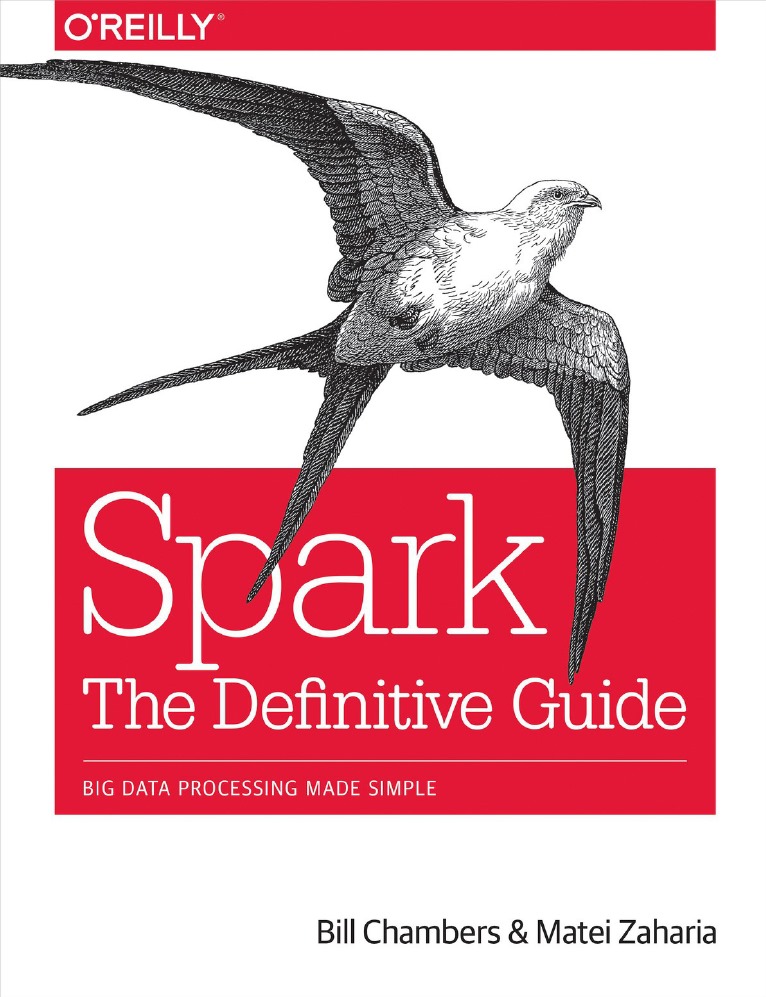 O'REILLY®
Spark
The Definitive Guide
BIG DATA PROCESSING MADE SIMPLE
Bill Chambers & Matei Zaharia